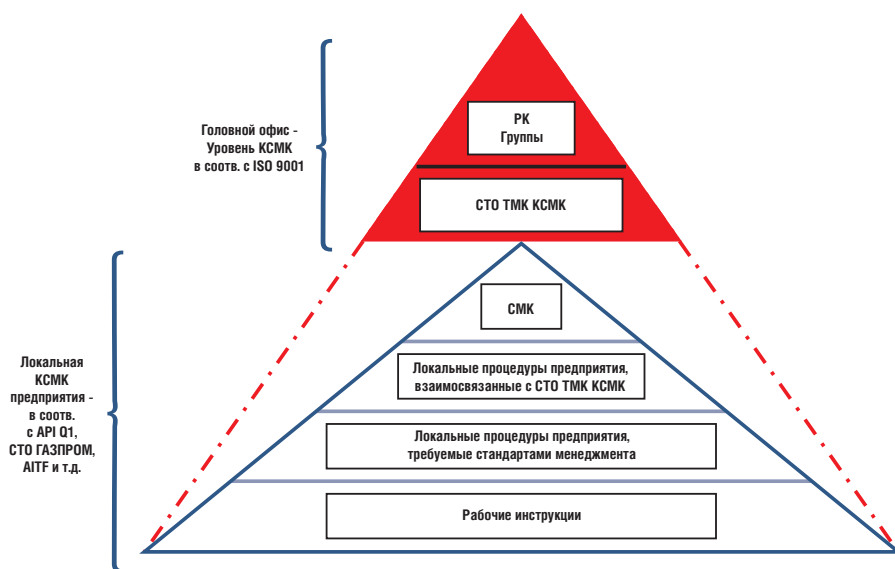 РК
Группы
Головной офис -
Уровень КСМК
в соотв. с ISO 9001
СТО ТМК КСМК
СМК
Локальная
КСМК
предприятия -
в соотв.
с API Q1,
СТО ГАЗПРОМ,
AITF и т.д.
Локальные процедуры предприятия,
взаимосвязанные с СТО ТМК КСМК
Локальные процедуры предприятия,
требуемые стандартами менеджмента
Рабочие инструкции